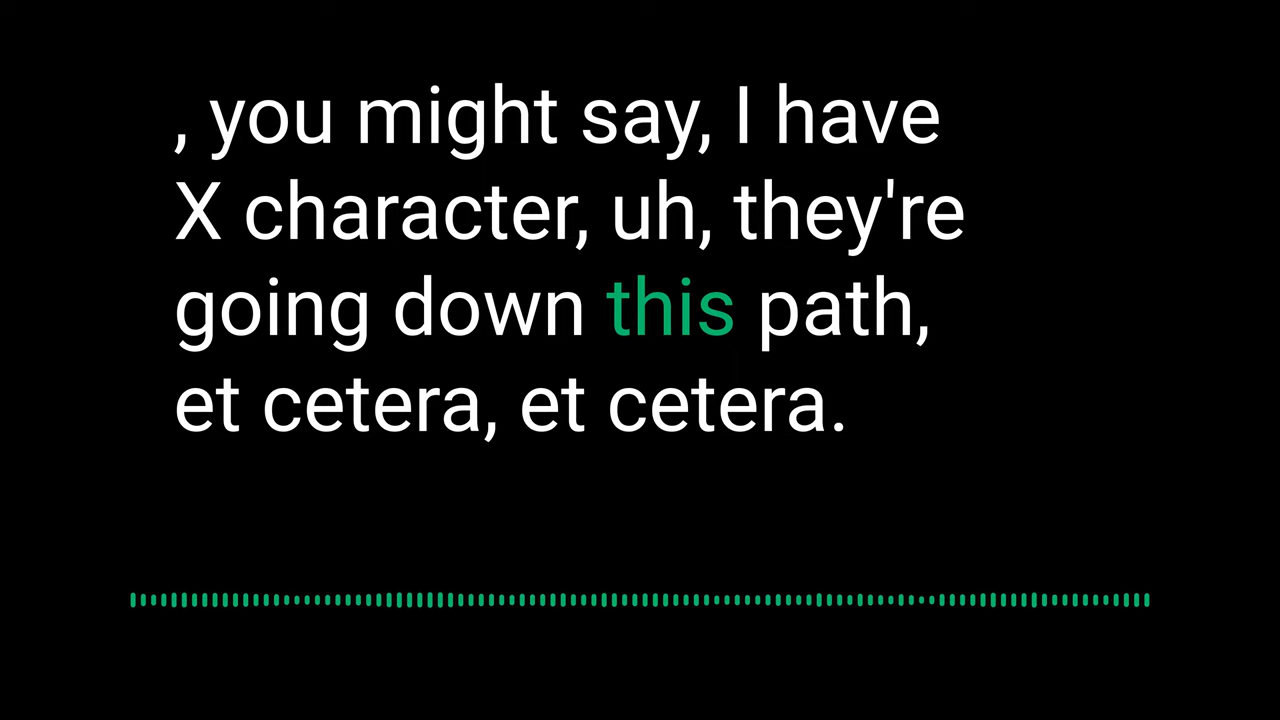 , you might say, I have
X character, uh, they're
going down this path,
et cetera, et cetera.